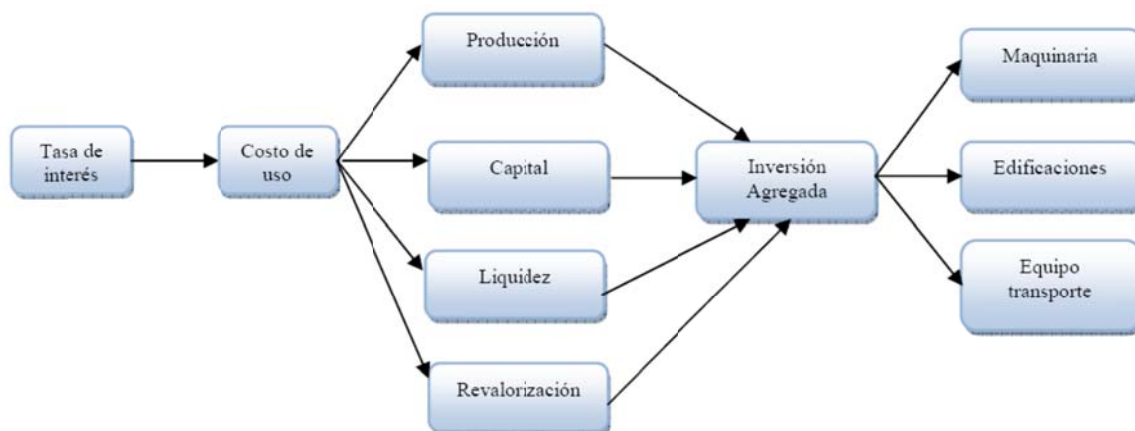 Tasa de
interés
Costo de
uso
Producción
Capital
Liquidez
Revalorización
Inversión
Agregada
Maquinaria
Edificaciones
Equipo
transporte